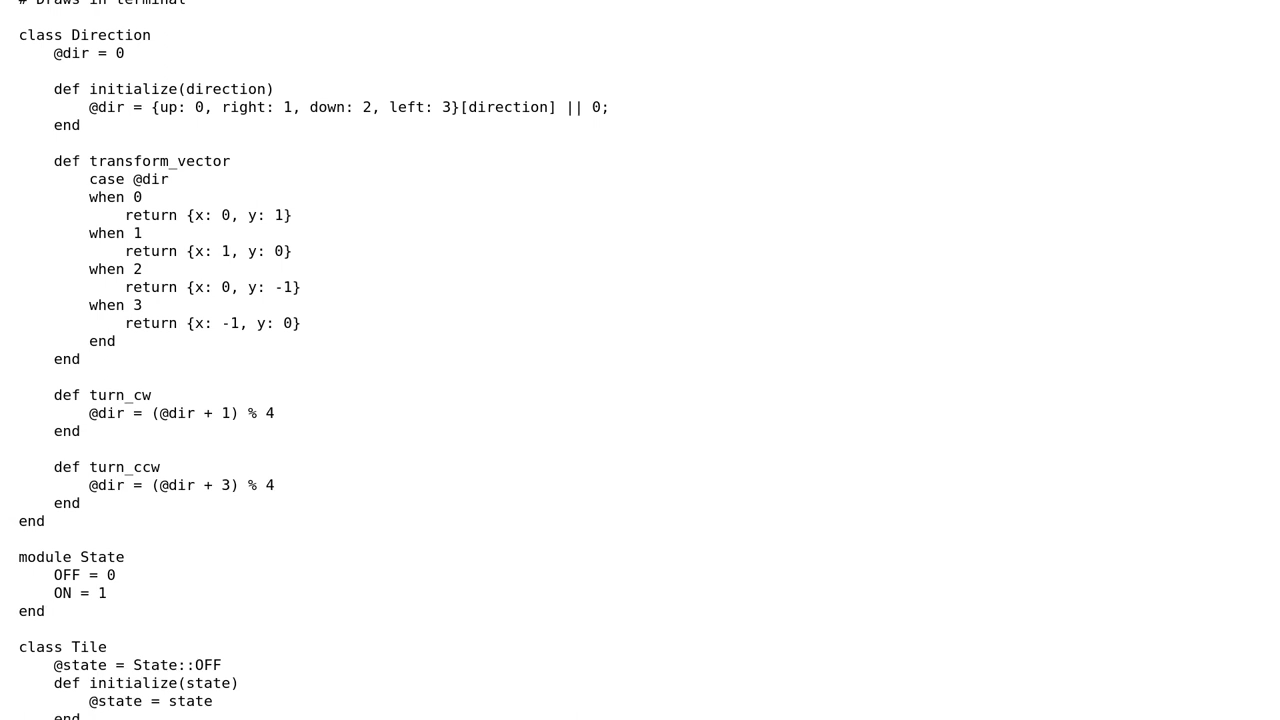 # Draws in terminal

class Direction
    @dir = 0

    def initialize(direction)
        @dir = {up: 0, right: 1, down: 2, left: 3}[direction] || 0;
    end

    def transform_vector
        case @dir
        when 0
            return {x: 0, y: 1}
        when 1
            return {x: 1, y: 0}
        when 2
            return {x: 0, y: -1}
        when 3
            return {x: -1, y: 0}
        end
    end

    def turn_cw
        @dir = (@dir + 1) % 4
    end

    def turn_ccw
        @dir = (@dir + 3) % 4
    end
end

module State
    OFF = 0
    ON = 1
end

class Tile
    @state = State::OFF
    def initialize(state)
        @state = state
    end